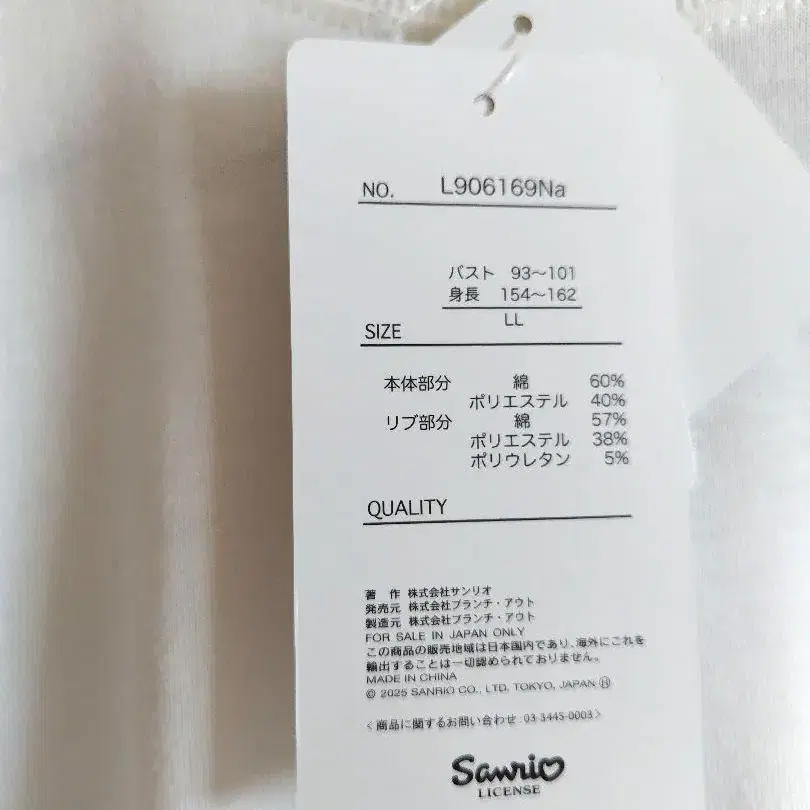 NO. L906169Na
バスト 93～101
身長 154～162
LL
SIZE
本体部分 綿 60%
ポリエステル 40%
リブ部分 綿 57%
ポリエステル 38%
ポリウレタン 5%
QUALITY
著 作 株式会社サンリオ
発売元 株式会社ブランチ・アウト
製造元 株式会社ブランチ・アウト
FOR SALE IN JAPAN ONLY
この商品の販売地域は日本国内であり、海外にこれを
輸出することは一切認められておりません。
MADE IN CHINA
© 2025 SANRIO CO., LTD. TOKYO, JAPAN Ⓗ
＜商品に関するお問い合わせ 03-3445-0003＞
Sanrio
LICENSE